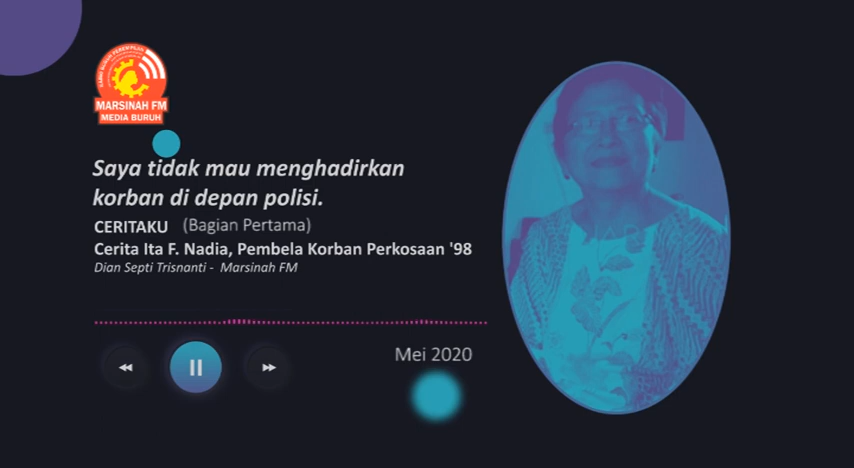 MARSINAH FM
MEDIA BURUH
Saya tidak mau menghadirkan
korban di depan polisi.
CERITAKU (Bagian Pertama)
Cerita Ita F. Nadia, Pembela Korban Perkosaan '98
Dian Septi Trisnanti - Marsinah FM
Mei 2020